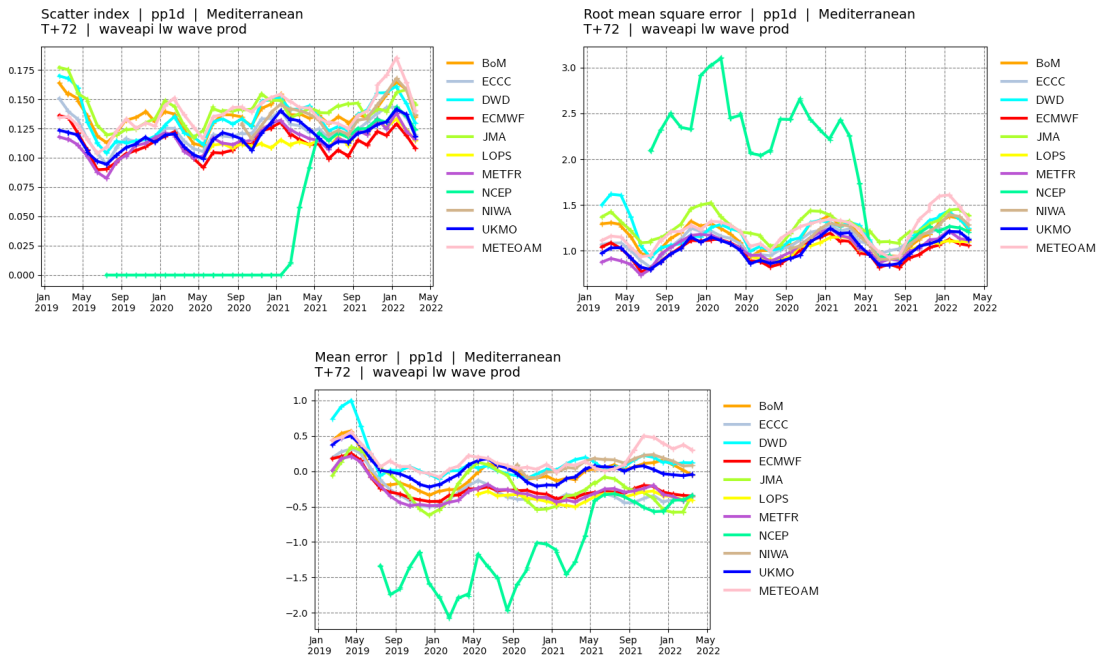 Scatter index | pp1d | Mediterranean
T+72 | waveapi lw wave prod
0.175
0.150
0.125
0.100
0.075
0.050
0.025
0.000
Jan 2019
May 2019
Sep 2019
Jan 2020
May 2020
Sep 2020
Jan 2021
May 2021
Sep 2021
Jan 2022
May 2022
BoM
ECCC
DWD
ECMWF
JMA
LOPS
METFR
NCEP
NIWA
UKMO
METEOAM
Root mean square error | pp1d | Mediterranean
T+72 | waveapi lw wave prod
3.0
2.5
2.0
1.5
1.0
Jan 2019
May 2019
Sep 2019
Jan 2020
May 2020
Sep 2020
Jan 2021
May 2021
Sep 2021
Jan 2022
May 2022
BoM
ECCC
DWD
ECMWF
JMA
LOPS
METFR
NCEP
NIWA
UKMO
METEOAM
Mean error | pp1d | Mediterranean
T+72 | waveapi lw wave prod
1.0
0.5
0.0
−0.5
−1.0
−1.5
−2.0
Jan 2019
May 2019
Sep 2019
Jan 2020
May 2020
Sep 2020
Jan 2021
May 2021
Sep 2021
Jan 2022
May 2022
BoM
ECCC
DWD
ECMWF
JMA
LOPS
METFR
NCEP
NIWA
UKMO
METEOAM